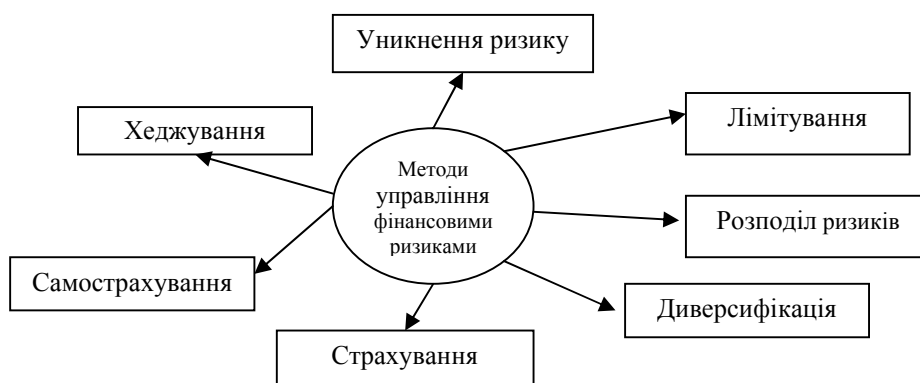 Уникнення ризику
Хеджування
Лімітування
Методи
управління
фінансовими
ризиками
Розподіл ризиків
Самострахування
Диверсифікація
Страхування